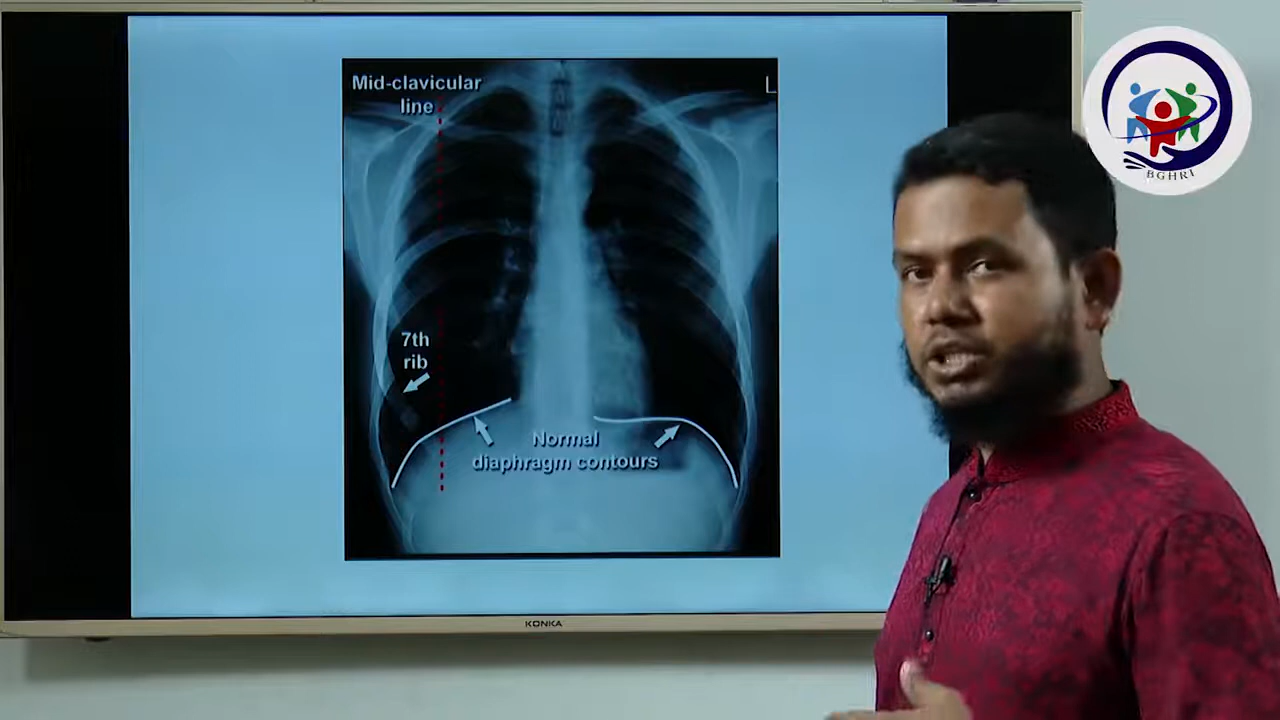 Mid-clavicular
line
L
7th
rib
Normal
diaphragm contours
KONKA
BGHRI